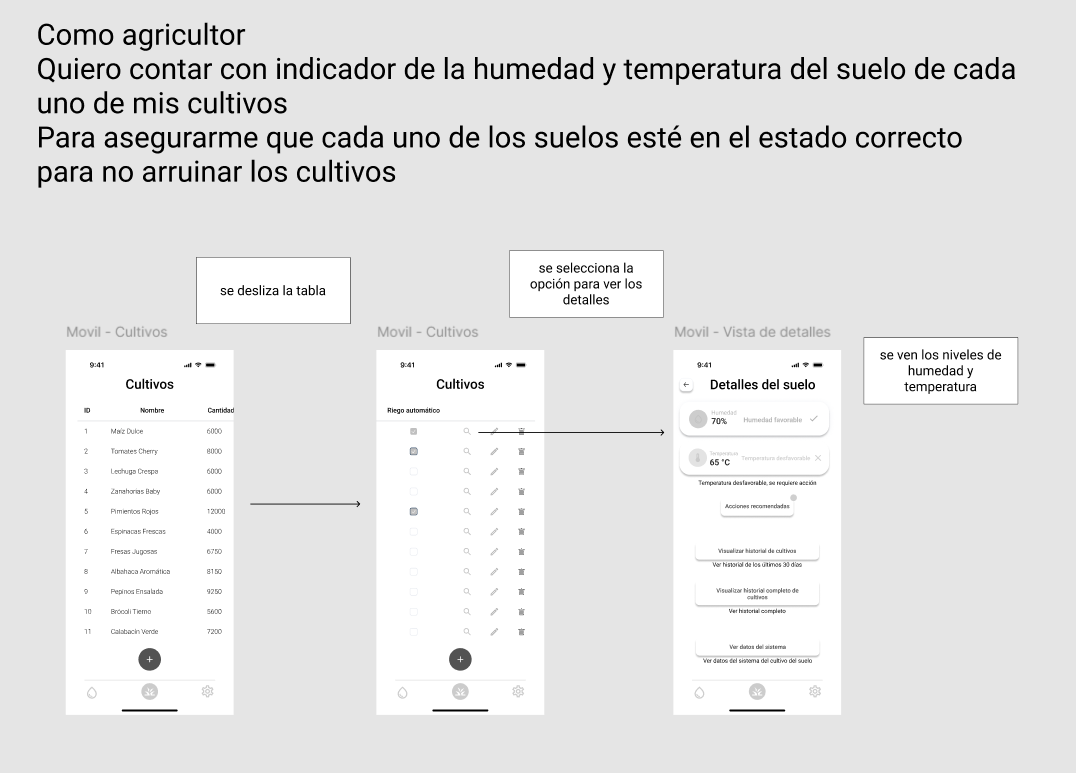 Como agricultor
Quiero contar con indicador de la humedad y temperatura del suelo de cada
uno de mis cultivos
Para asegurarme que cada uno de los suelos esté en el estado correcto
para no arruinar los cultivos
se desliza la tabla
se selecciona la
opción para ver los
detalles
se ven los niveles de
humedad y
temperatura
Movil - Cultivos
9:41
Cultivos
ID Nombre Cantidad
1 Maíz Dulce 6000
2 Tomates Cherry 8000
3 Lechuga Crespa 6000
4 Zanahorias Baby 6000
5 Pimientos Rojos 12000
6 Espinacas Frescas 4000
7 Fresas Jugosas 6750
8 Albahaca Aromática 8150
9 Pepinos Ensalada 9250
10 Brócoli Tierno 5600
11 Calabacín Verde 7200
+
Movil - Cultivos
9:41
Cultivos
Riego automático
+
Movil - Vista de detalles
9:41
Detalles del suelo
Humedad
70% Humedad favorable
Temperatura
65 °C Temperatura desfavorable
Temperatura desfavorable, se requiere acción
Acciones recomendadas
Visualizar historial de cultivos
Ver historial de los últimos 30 días
Visualizar historial completo de
cultivos
Ver historial completo
Ver datos del sistema
Ver datos del sistema del cultivo del suelo